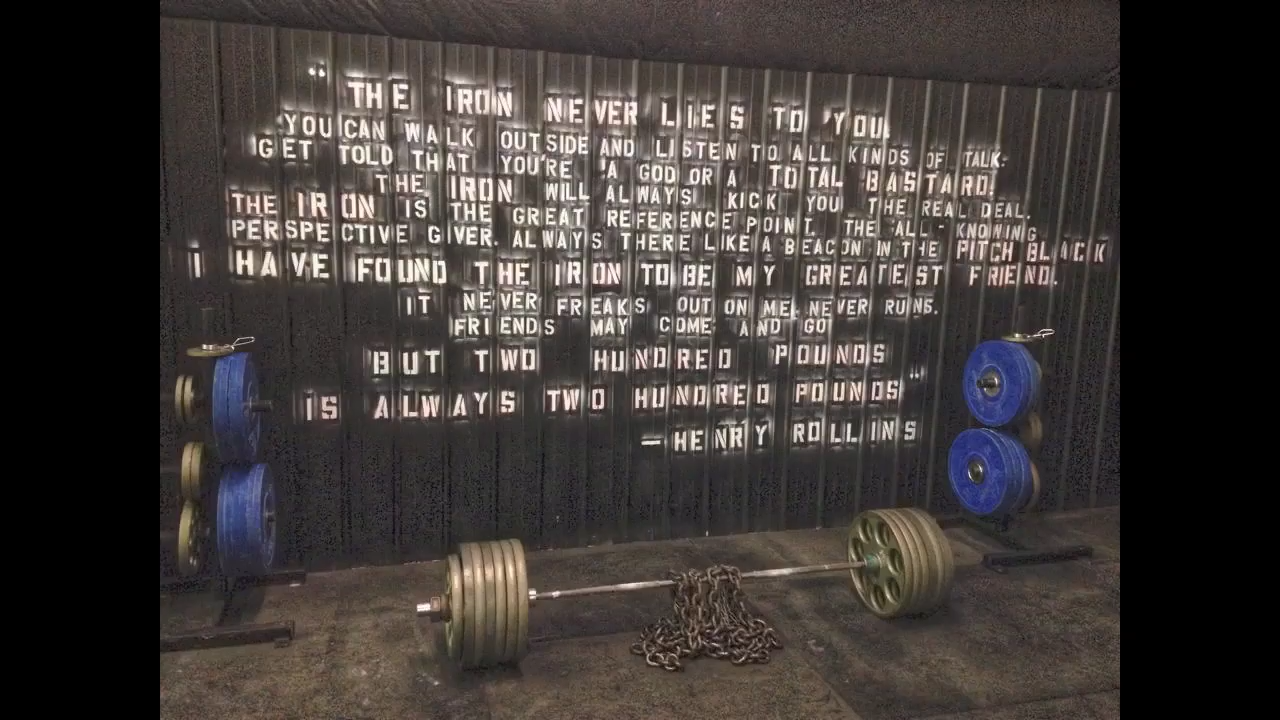 "THE IRON NEVER LIES TO YOU.
YOU CAN WALK OUTSIDE AND LISTEN TO ALL KINDS OF TALK.
GET TOLD THAT YOU'RE A GOD OR A TOTAL BASTARD.
THE IRON WILL ALWAYS KICK YOU THE REAL DEAL.
THE IRON IS THE GREAT REFERENCE POINT, THE ALL-KNOWING
PERSPECTIVE GIVER. ALWAYS THERE LIKE A BEACON IN THE PITCH BLACK
I HAVE FOUND THE IRON TO BE MY GREATEST FRIEND.
IT NEVER FREAKS OUT ON ME, NEVER RUNS.
FRIENDS MAY COME AND GO
BUT TWO HUNDRED POUNDS
IS ALWAYS TWO HUNDRED POUNDS"
—HENRY ROLLINS